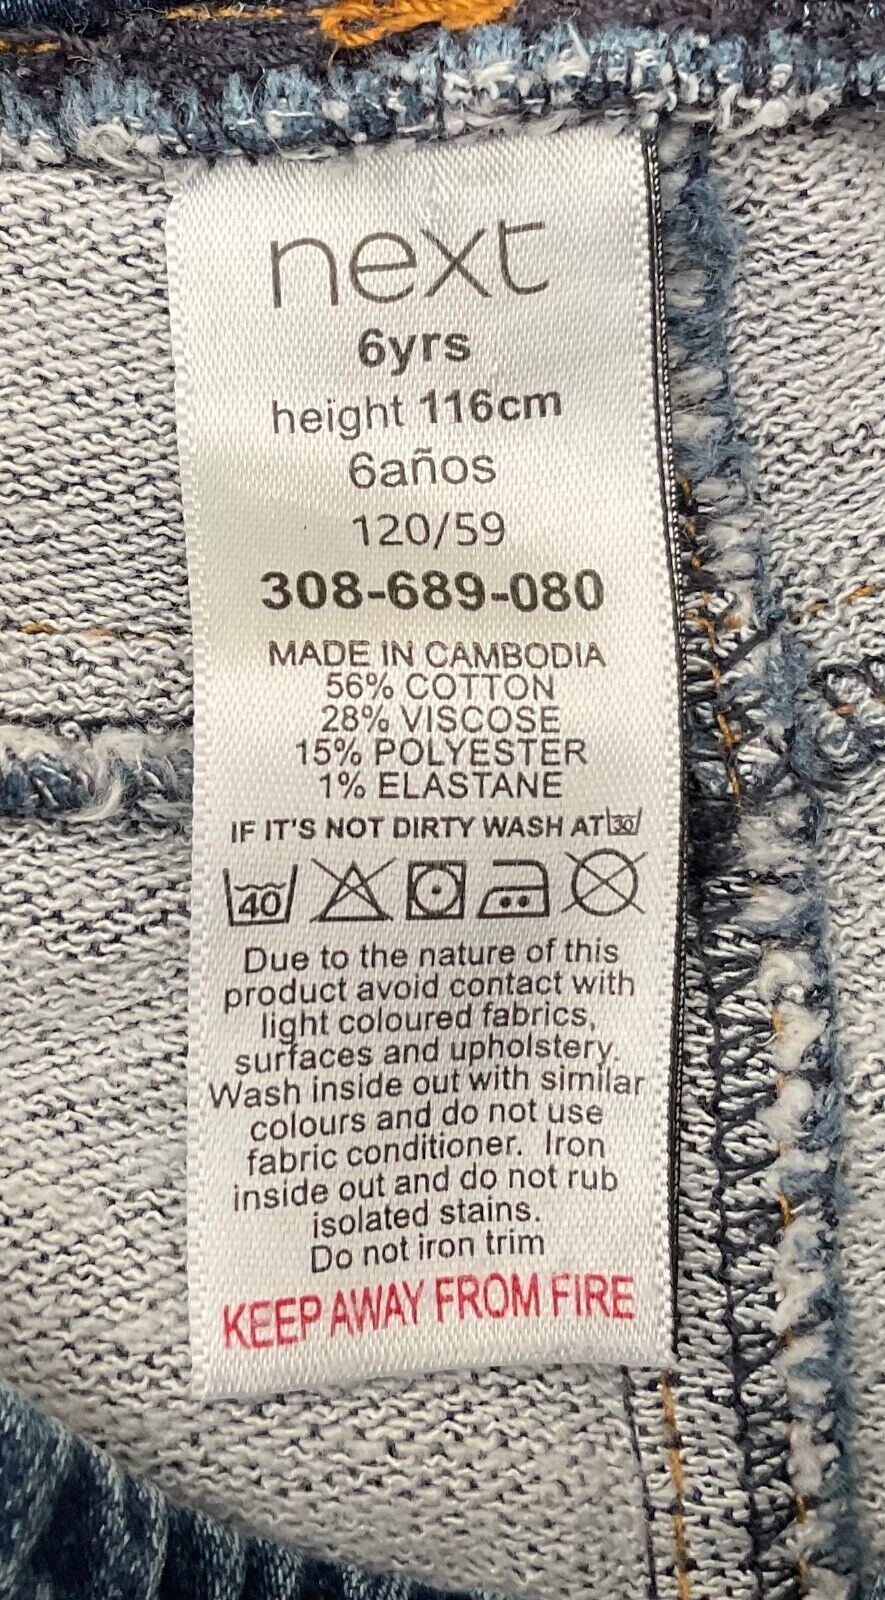 next
6yrs
height 116cm
6años
120/59
308-689-080
MADE IN CAMBODIA
56% COTTON
28% VISCOSE
15% POLYESTER
1% ELASTANE
IF IT'S NOT DIRTY WASH AT 30
40
Due to the nature of this
product avoid contact with
light coloured fabrics,
surfaces and upholstery.
Wash inside out with similar
colours and do not use
fabric conditioner. Iron
inside out and do not rub
isolated stains.
Do not iron trim
KEEP AWAY FROM FIRE